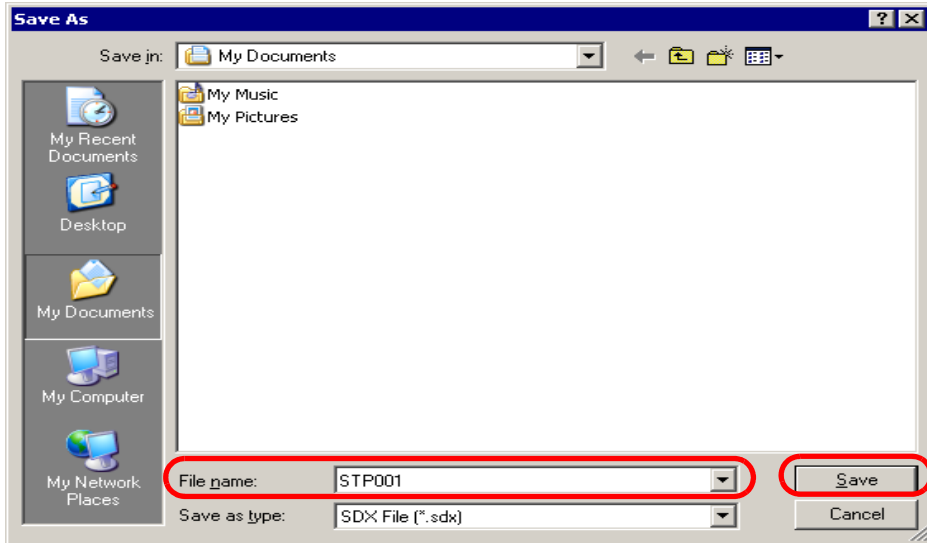 Save As
Save in: My Documents
My Music
My Pictures
My Recent
Documents
Desktop
My Documents
My Computer
My Network
Places
File name: STP001
Save
Save as type: SDX File (*.sdx)
Cancel